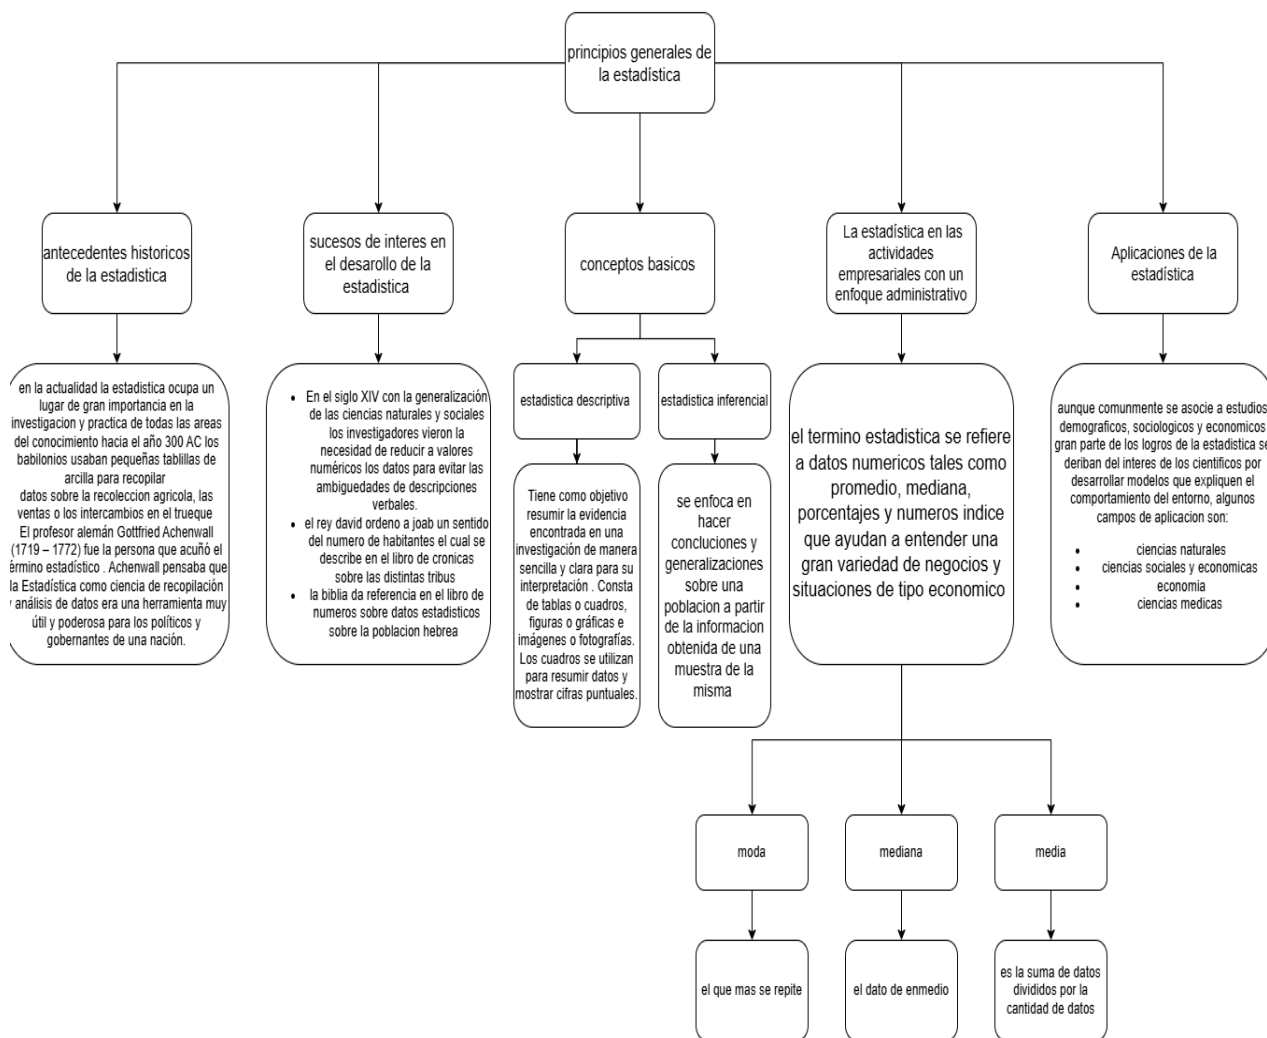 principios generales de
la estadística
antecedentes historicos
de la estadistica
sucesos de interes en
el desarollo de la
estadistica
conceptos basicos
La estadística en las
actividades
empresariales con un
enfoque administrativo
Aplicaciones de la
estadística
en la actualidad la estadistica ocupa un
lugar de gran importancia en la
investigacion y practica de todas las areas
del conocimiento hacia el año 300 AC los
babilonios usaban pequeñas tablillas de
arcilla para recopilar
datos sobre la recoleccion agricola, las
ventas o los intercambios en el trueque
El profesor alemán Gottfried Achenwall
(1719 – 1772) fue la persona que acuñó el
término estadístico . Achenwall pensaba que
la Estadística como ciencia de recopilación
y análisis de datos era una herramienta muy
útil y poderosa para los políticos y
gobernantes de una nación.
• En el siglo XIV con la generalización
de las ciencias naturales y sociales
los investigadores vieron la
necesidad de reducir a valores
numéricos los datos para evitar las
ambiguedades de descripciones
verbales.
• el rey david ordeno a joab un sentido
del numero de habitantes el cual se
describe en el libro de cronicas
sobre las distintas tribus
• la biblia da referencia en el libro de
numeros sobre datos estadisticos
sobre la poblacion hebrea
estadistica descriptiva
estadistica inferencial
Tiene como objetivo
resumir la evidencia
encontrada en una
investigación de manera
sencilla y clara para su
interpretación . Consta
de tablas o cuadros,
figuras o gráficas e
imágenes o fotografías.
Los cuadros se utilizan
para resumir datos y
mostrar cifras puntuales.
se enfoca en
hacer
concluciones y
generalizaciones
sobre una
poblacion a partir
de la informacion
obtenida de una
muestra de la
misma
el termino estadistica se refiere
a datos numericos tales como
promedio, mediana,
porcentajes y numeros indice
que ayudan a entender una
gran variedad de negocios y
situaciones de tipo economico
aunque comunmente se asocie a estudios
demograficos, sociologicos y economicos
gran parte de los logros de la estadistica se
deriban del interes de los cientificos por
desarrollar modelos que expliquen el
comportamiento del entorno, algunos
campos de aplicacion son:
• ciencias naturales
• ciencias sociales y economicas
• economia
• ciencias medicas
moda
mediana
media
el que mas se repite
el dato de enmedio
es la suma de datos
divididos por la
cantidad de datos